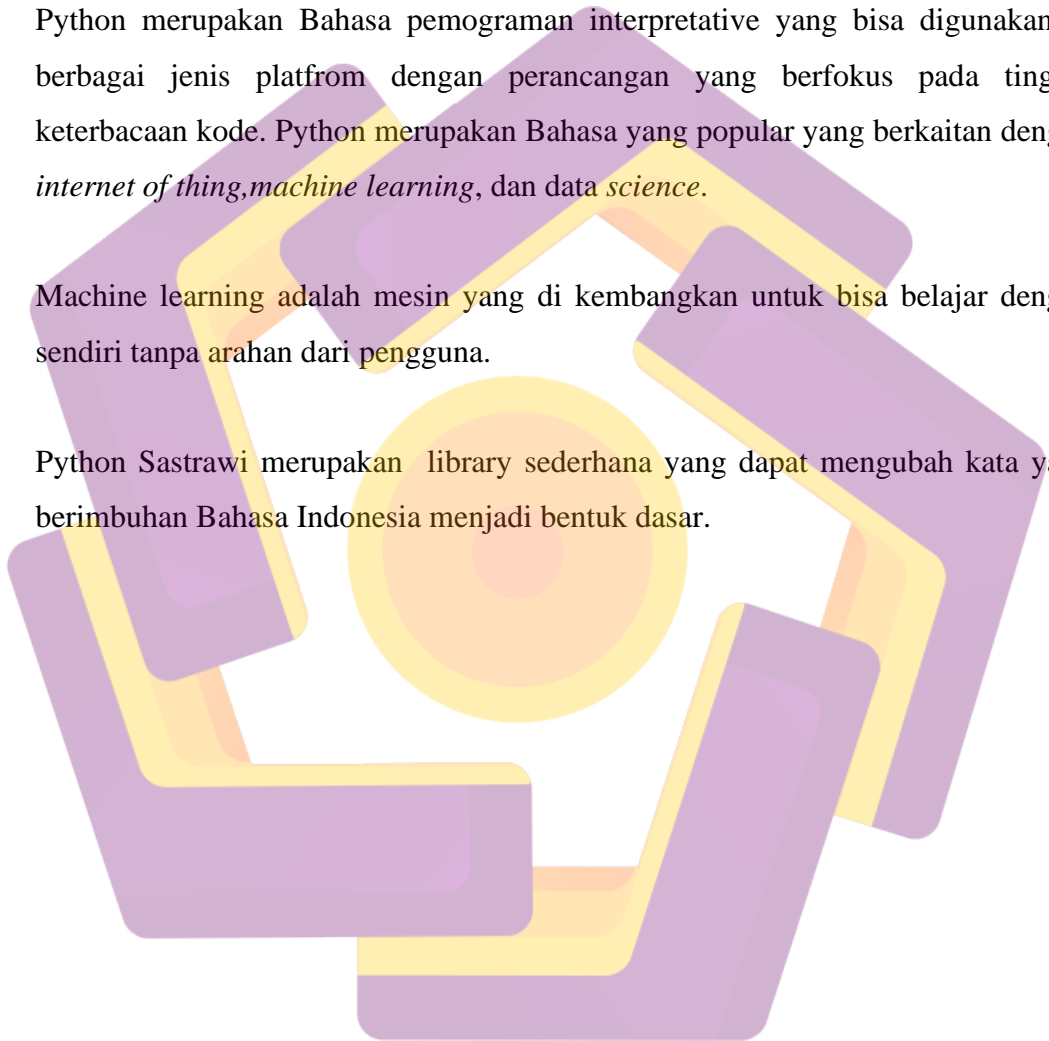 Python merupakan Bahasa pemograman interpretative yang bisa digunakan
berbagai jenis platfrom dengan perancangan yang berfokus pada ting
keterbacaan kode. Python merupakan Bahasa yang popular yang berkaitan deng
internet of thing,machine learning, dan data science.
Machine learning adalah mesin yang di kembangkan untuk bisa belajar deng
sendiri tanpa arahan dari pengguna.
Python Sastrawi merupakan library sederhana yang dapat mengubah kata ya
berimbuhan Bahasa Indonesia menjadi bentuk dasar.